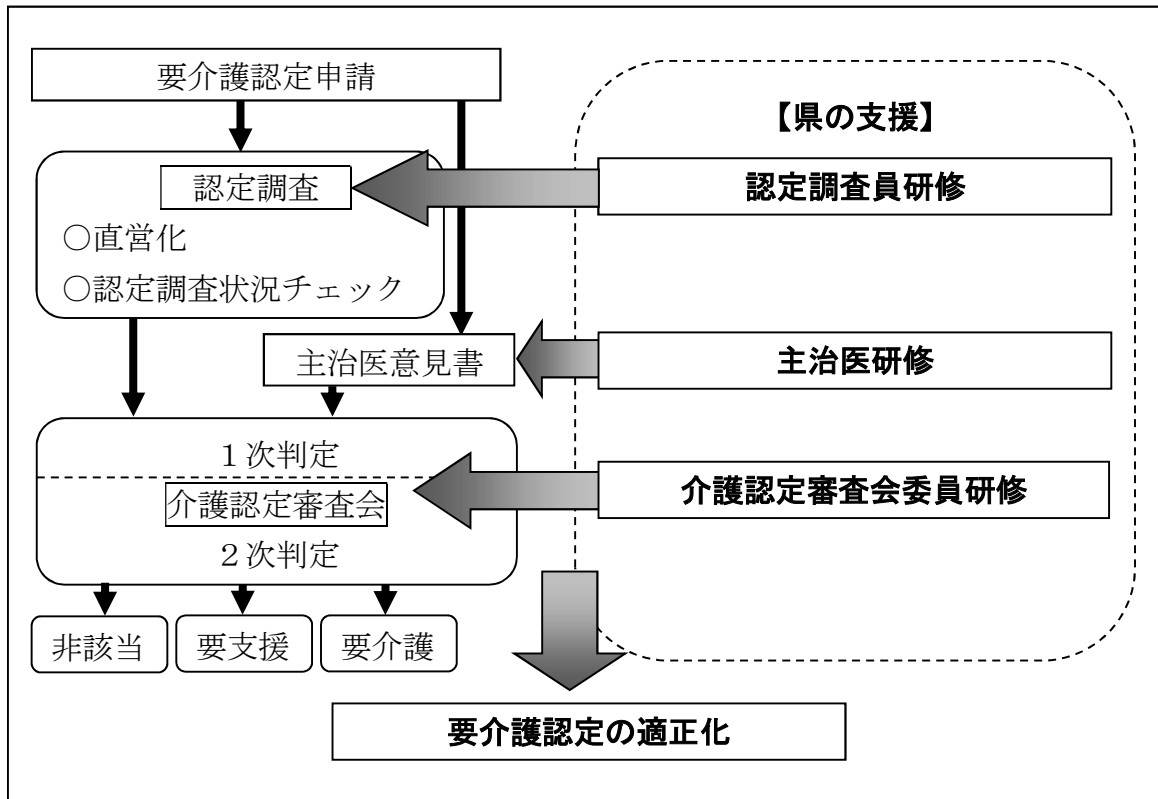 要介護認定申請
【県の支援】
認定調査
認定調査員研修
○直営化
○認定調査状況チェック
主治医意見書
主治医研修
１次判定
介護認定審査会
介護認定審査会委員研修
２次判定
非該当
要支援
要介護
要介護認定の適正化